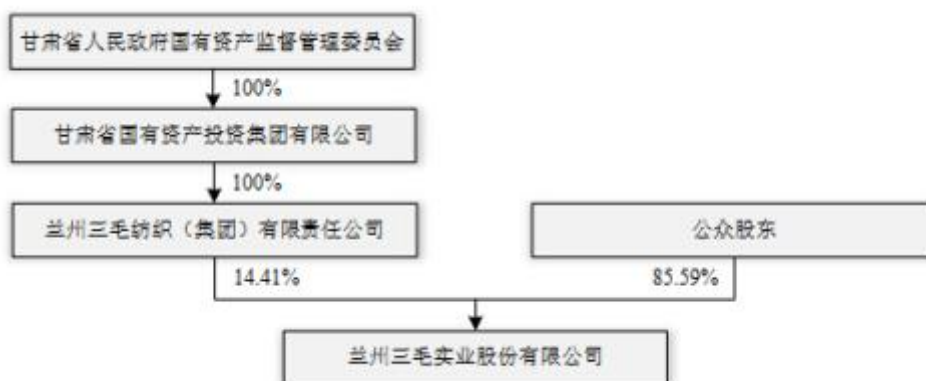 甘肃省人民政府国有资产监督管理委员会
100%
甘肃省国有资产投资集团有限公司
100%
兰州三毛纺织（集团）有限责任公司
公众股东
14.41%
85.59%
兰州三毛实业股份有限公司